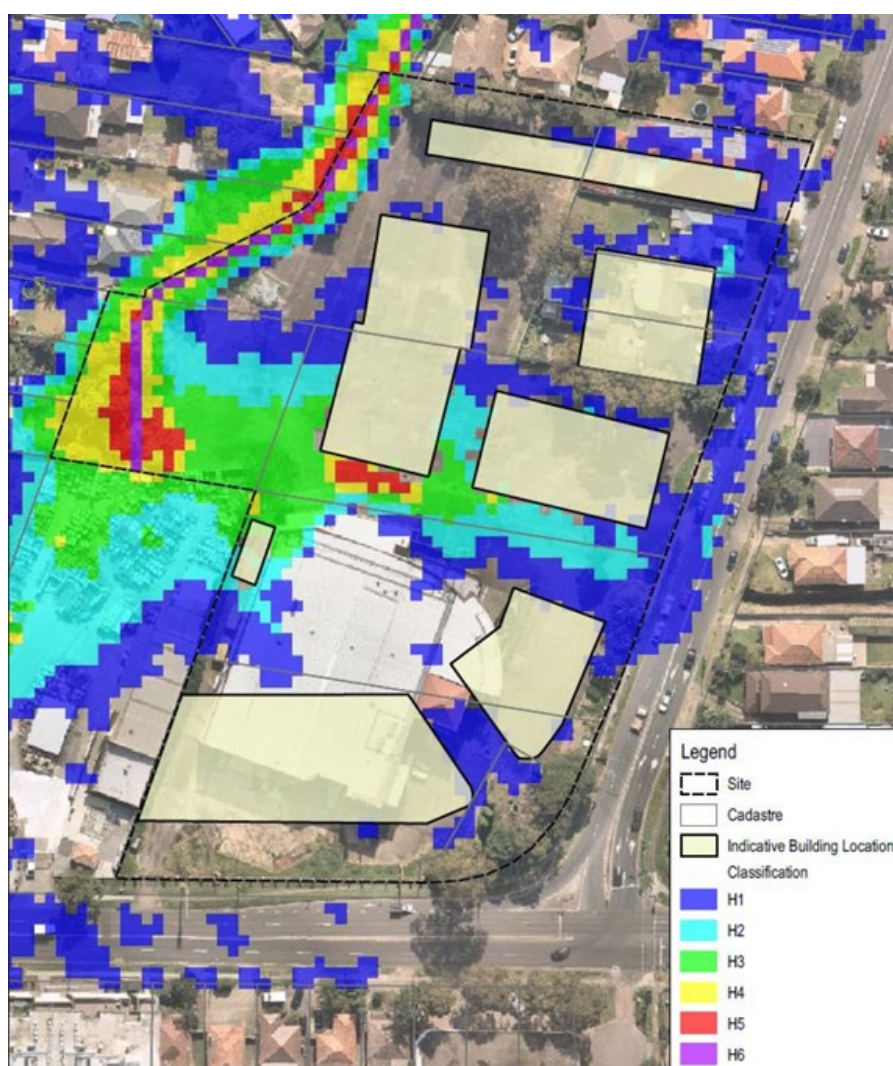 Legend
Site
Cadastre
Indicative Building Location
Classification
H1
H2
H3
H4
H5
H6